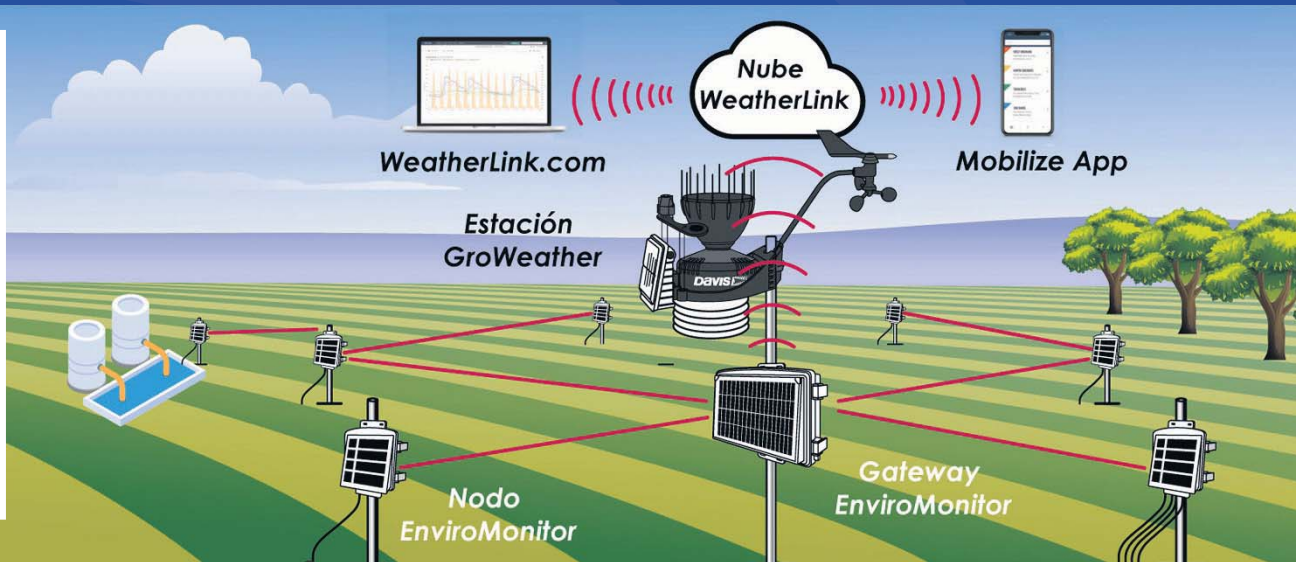 Nube
WeatherLink
WeatherLink.com
Mobilize App
Estación
GroWeather
DAVIS
Gateway
EnviroMonitor
Nodo
EnviroMonitor